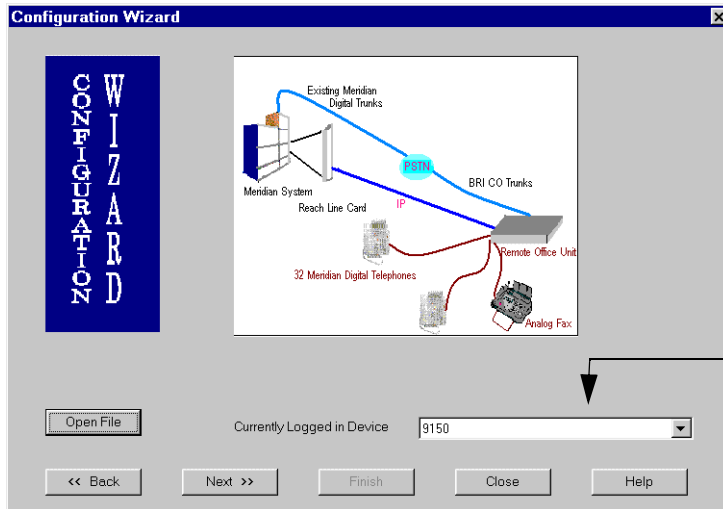 Configuration Wizard
CONFIGURATION
WIZARD
Existing Meridian
Digital Trunks
PSTN
BRI CO Trunks
Meridian System
Reach Line Card
IP
Remote Office Unit
32 Meridian Digital Telephones
Analog Fax
Open File
Currently Logged in Device
9150
<< Back
Next >>
Finish
Close
Help